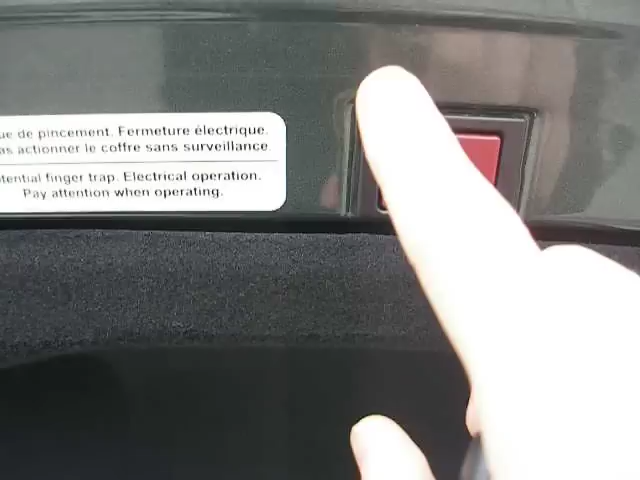 ue de pincement. Fermeture électrique.
as actionner le coffre sans surveillance
tential finger trap. Electrical operation.
Pay attention when operating.